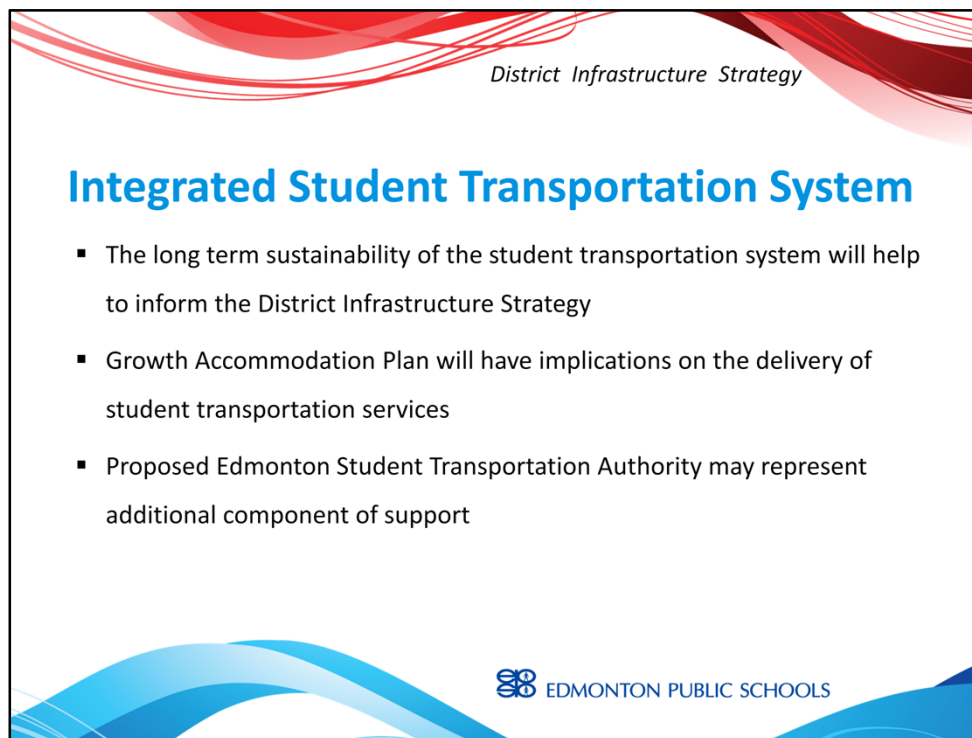 District Infrastructure Strategy
Integrated Student Transportation System
▪ The long term sustainability of the student transportation system will help
to inform the District Infrastructure Strategy
▪ Growth Accommodation Plan will have implications on the delivery of
student transportation services
▪ Proposed Edmonton Student Transportation Authority may represent
additional component of support
EDMONTON PUBLIC SCHOOLS